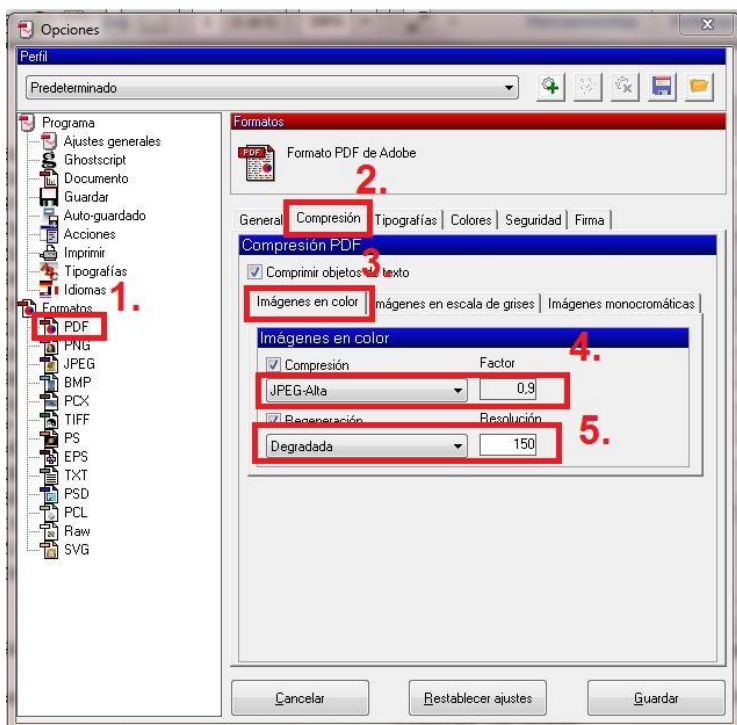 Opciones
Perfil
Predeterminado
Programa
Ajustes generales
Ghostscript
Documento
Guardar
Auto-guardado
Acciones
Imprimir
Tipografías
Idiomas
1.
Formatos
PDF
PNG
JPEG
BMP
PCX
TIFF
PS
EPS
TXT
PSD
PCL
Raw
SVG
Formatos
PDF
Formato PDF de Adobe
2.
General Compresión Tipografías Colores Seguridad Firma
Compresión PDF
3.
Comprimir objetos de texto
Imágenes en color Imágenes en escala de grises Imágenes monocromáticas
Imágenes en color
4.
Compresión Factor
JPEG-Alta 0,9
Regeneración Resolución
5.
Degradada 150
Cancelar Restablecer ajustes Guardar